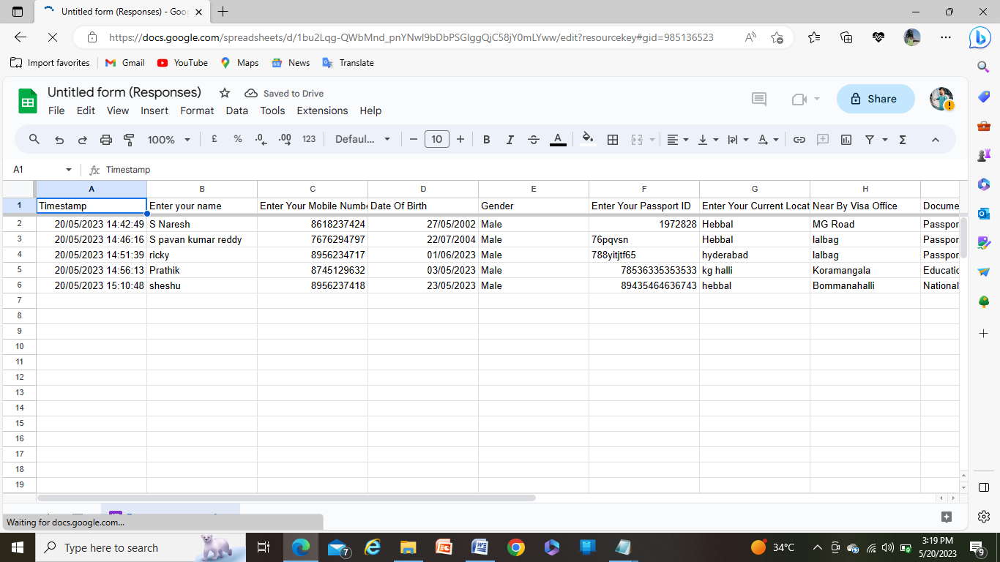 Untitled form (Responses) - Goo
https://docs.google.com/spreadsheets/d/1bu2Lqg-QWbMnd_pnYNwl9bDbPSGIggQjC58jY0mLYww/edit?resourcekey#gid=985136523
Import favorites Gmail YouTube Maps News Translate
Untitled form (Responses) Saved to Drive
Share
File Edit View Insert Format Data Tools Extensions Help
100% £ % .0 .00 123 Defaul... 10 B I A Σ
A1 fx Timestamp
A B C D E F G H
1 Timestamp Enter your name Enter Your Mobile Numbe Date Of Birth Gender Enter Your Passport ID Enter Your Current Locat Near By Visa Office Docume
2 20/05/2023 14:42:49 S Naresh 8618237424 27/05/2002 Male 1972828 Hebbal MG Road Passpor
3 20/05/2023 14:46:16 S pavan kumar reddy 7676294797 22/07/2004 Male 76pqvsn Hebbal lalbag Passpor
4 20/05/2023 14:51:39 ricky 8956234717 01/06/2023 Male 788yitjtf65 hyderabad lalbag Passpor
5 20/05/2023 14:56:13 Prathik 8745129632 03/05/2023 Male 78536335353533 kg halli Koramangala Educatio
6 20/05/2023 15:10:48 sheshu 8956237418 23/05/2023 Male 89435464636743 hebbal Bommanahalli National
7
8
9
10
11
12
13
14
15
16
17
18
19
Waiting for docs.google.com...
Type here to search 7 34°C 3:19 PM
5/20/2023 9